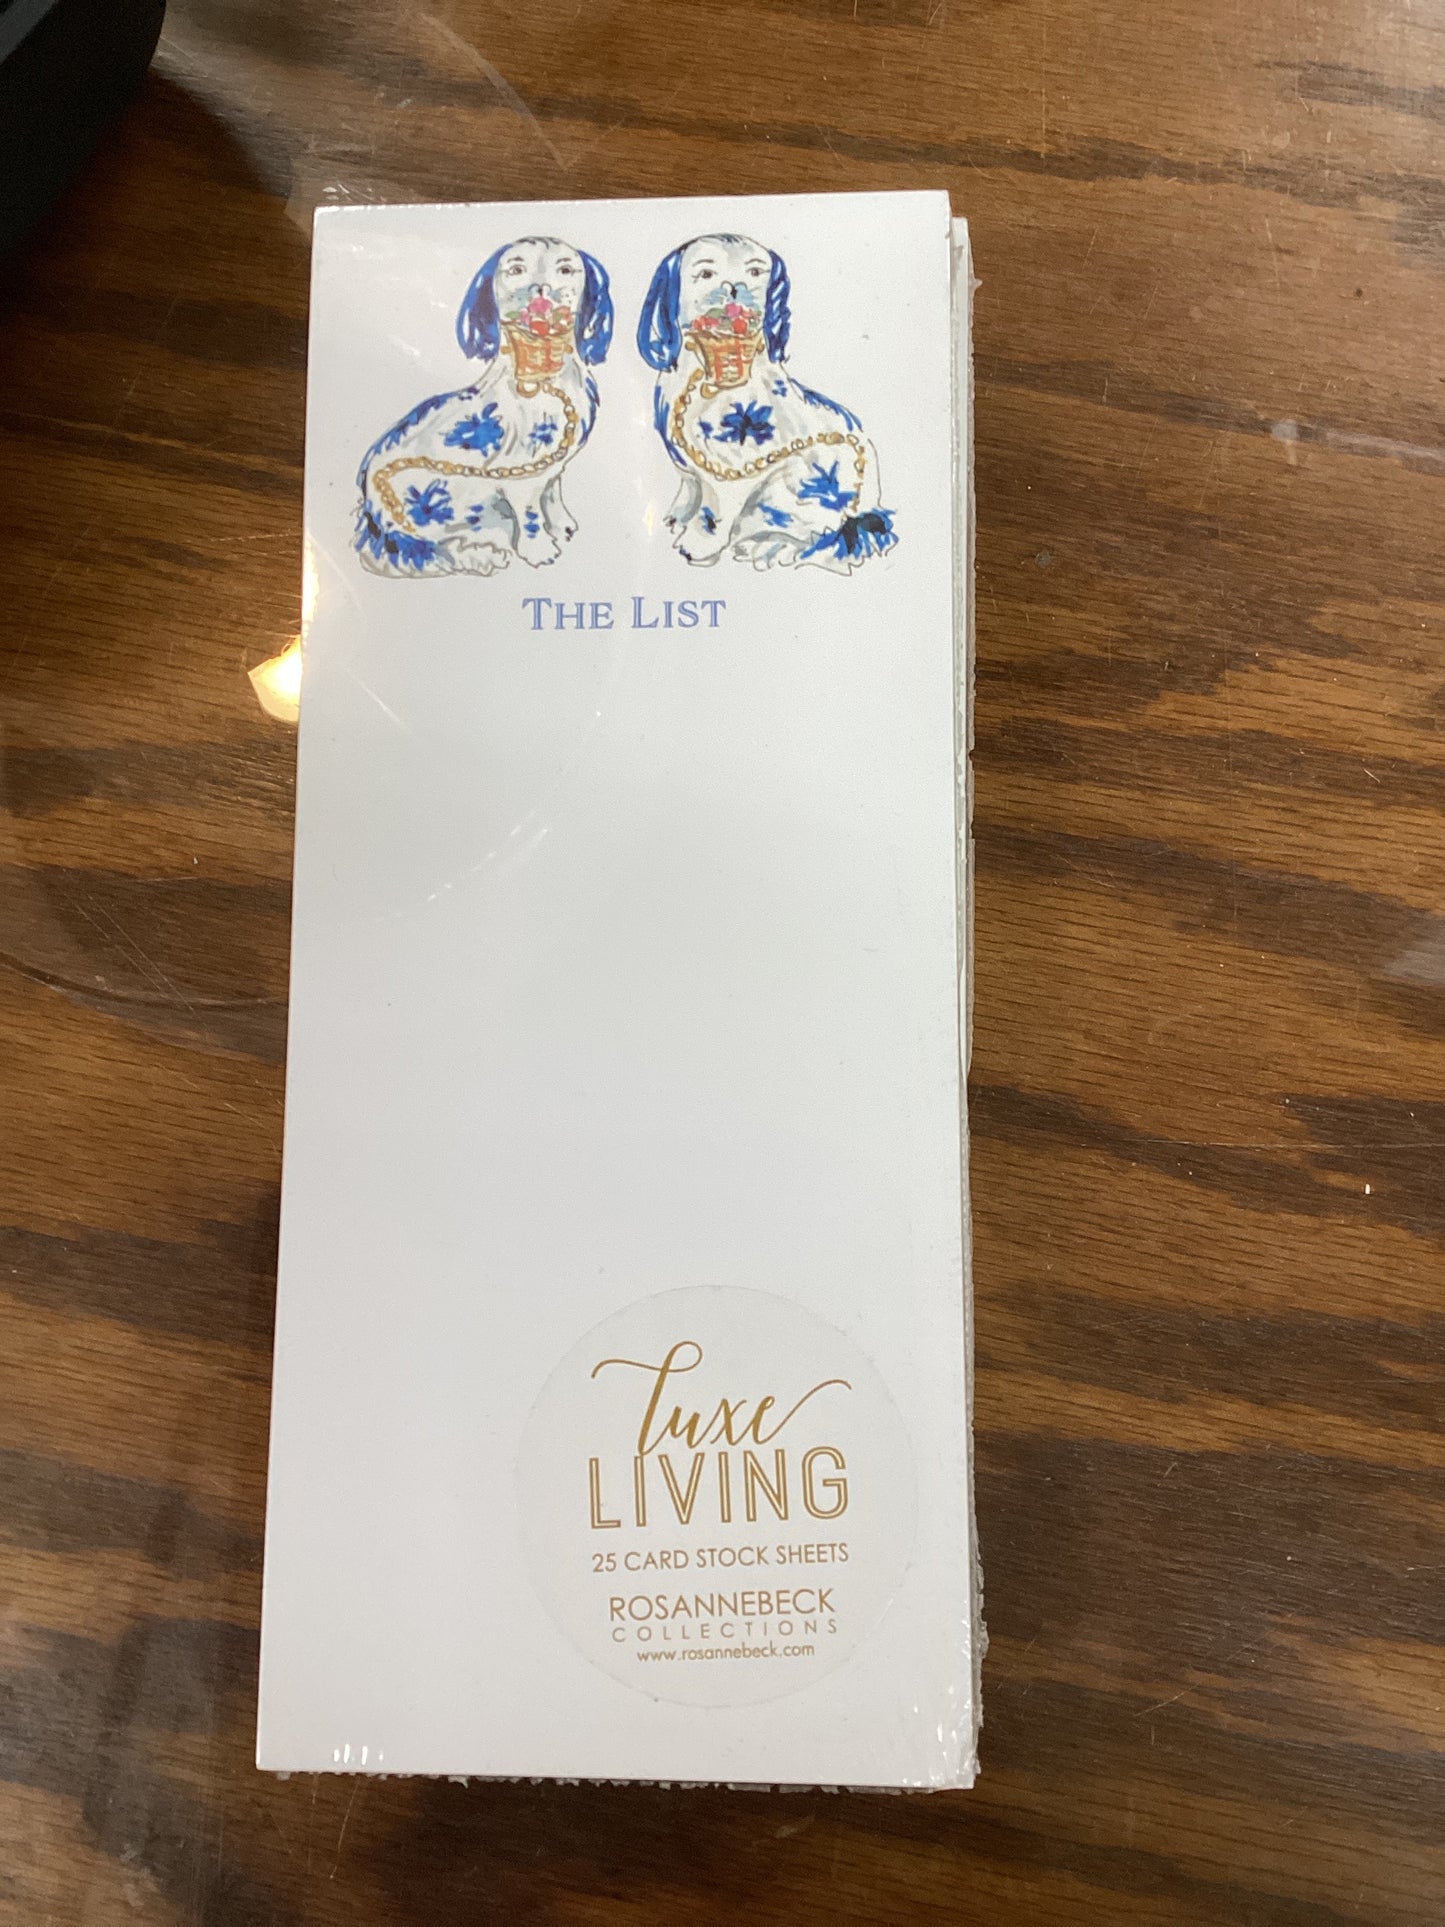 THE LIST
luxe
LIVING
25 CARD STOCK SHEETS
ROSANNEBECK
COLLECTIONS
www.rosannebeck.com